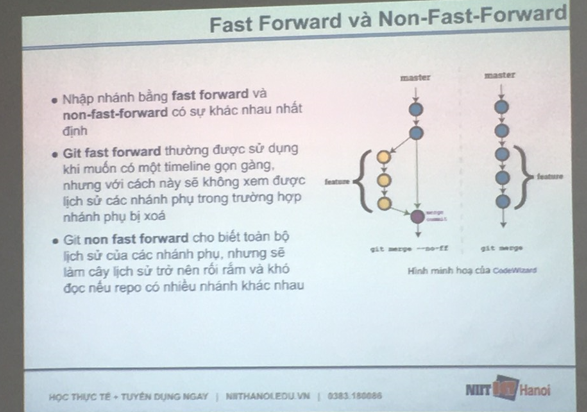 Fast Forward và Non-Fast-Forward
• Nhập nhánh bằng fast forward và
non-fast-forward có sự khác nhau nhất
định
• Git fast forward thường được sử dụng
khi muốn có một timeline gọn gàng,
nhưng với cách này sẽ không xem được
lịch sử các nhánh phụ trong trường hợp
nhánh phụ bị xoá
• Git non fast forward cho biết toàn bộ
lịch sử của các nhánh phụ, nhưng sẽ
làm cây lịch sử trở nên rối rắm và khó
đọc nếu repo có nhiều nhánh khác nhau
master
feature
merge
commit
git merge --no-ff
master
feature
git merge
Hình minh hoạ của CodeWizard
HỌC THỰC TẾ + TUYỂN DỤNG NGAY | NIITHANOI.EDU.VN | 0383.180086
NIIT Hanoi